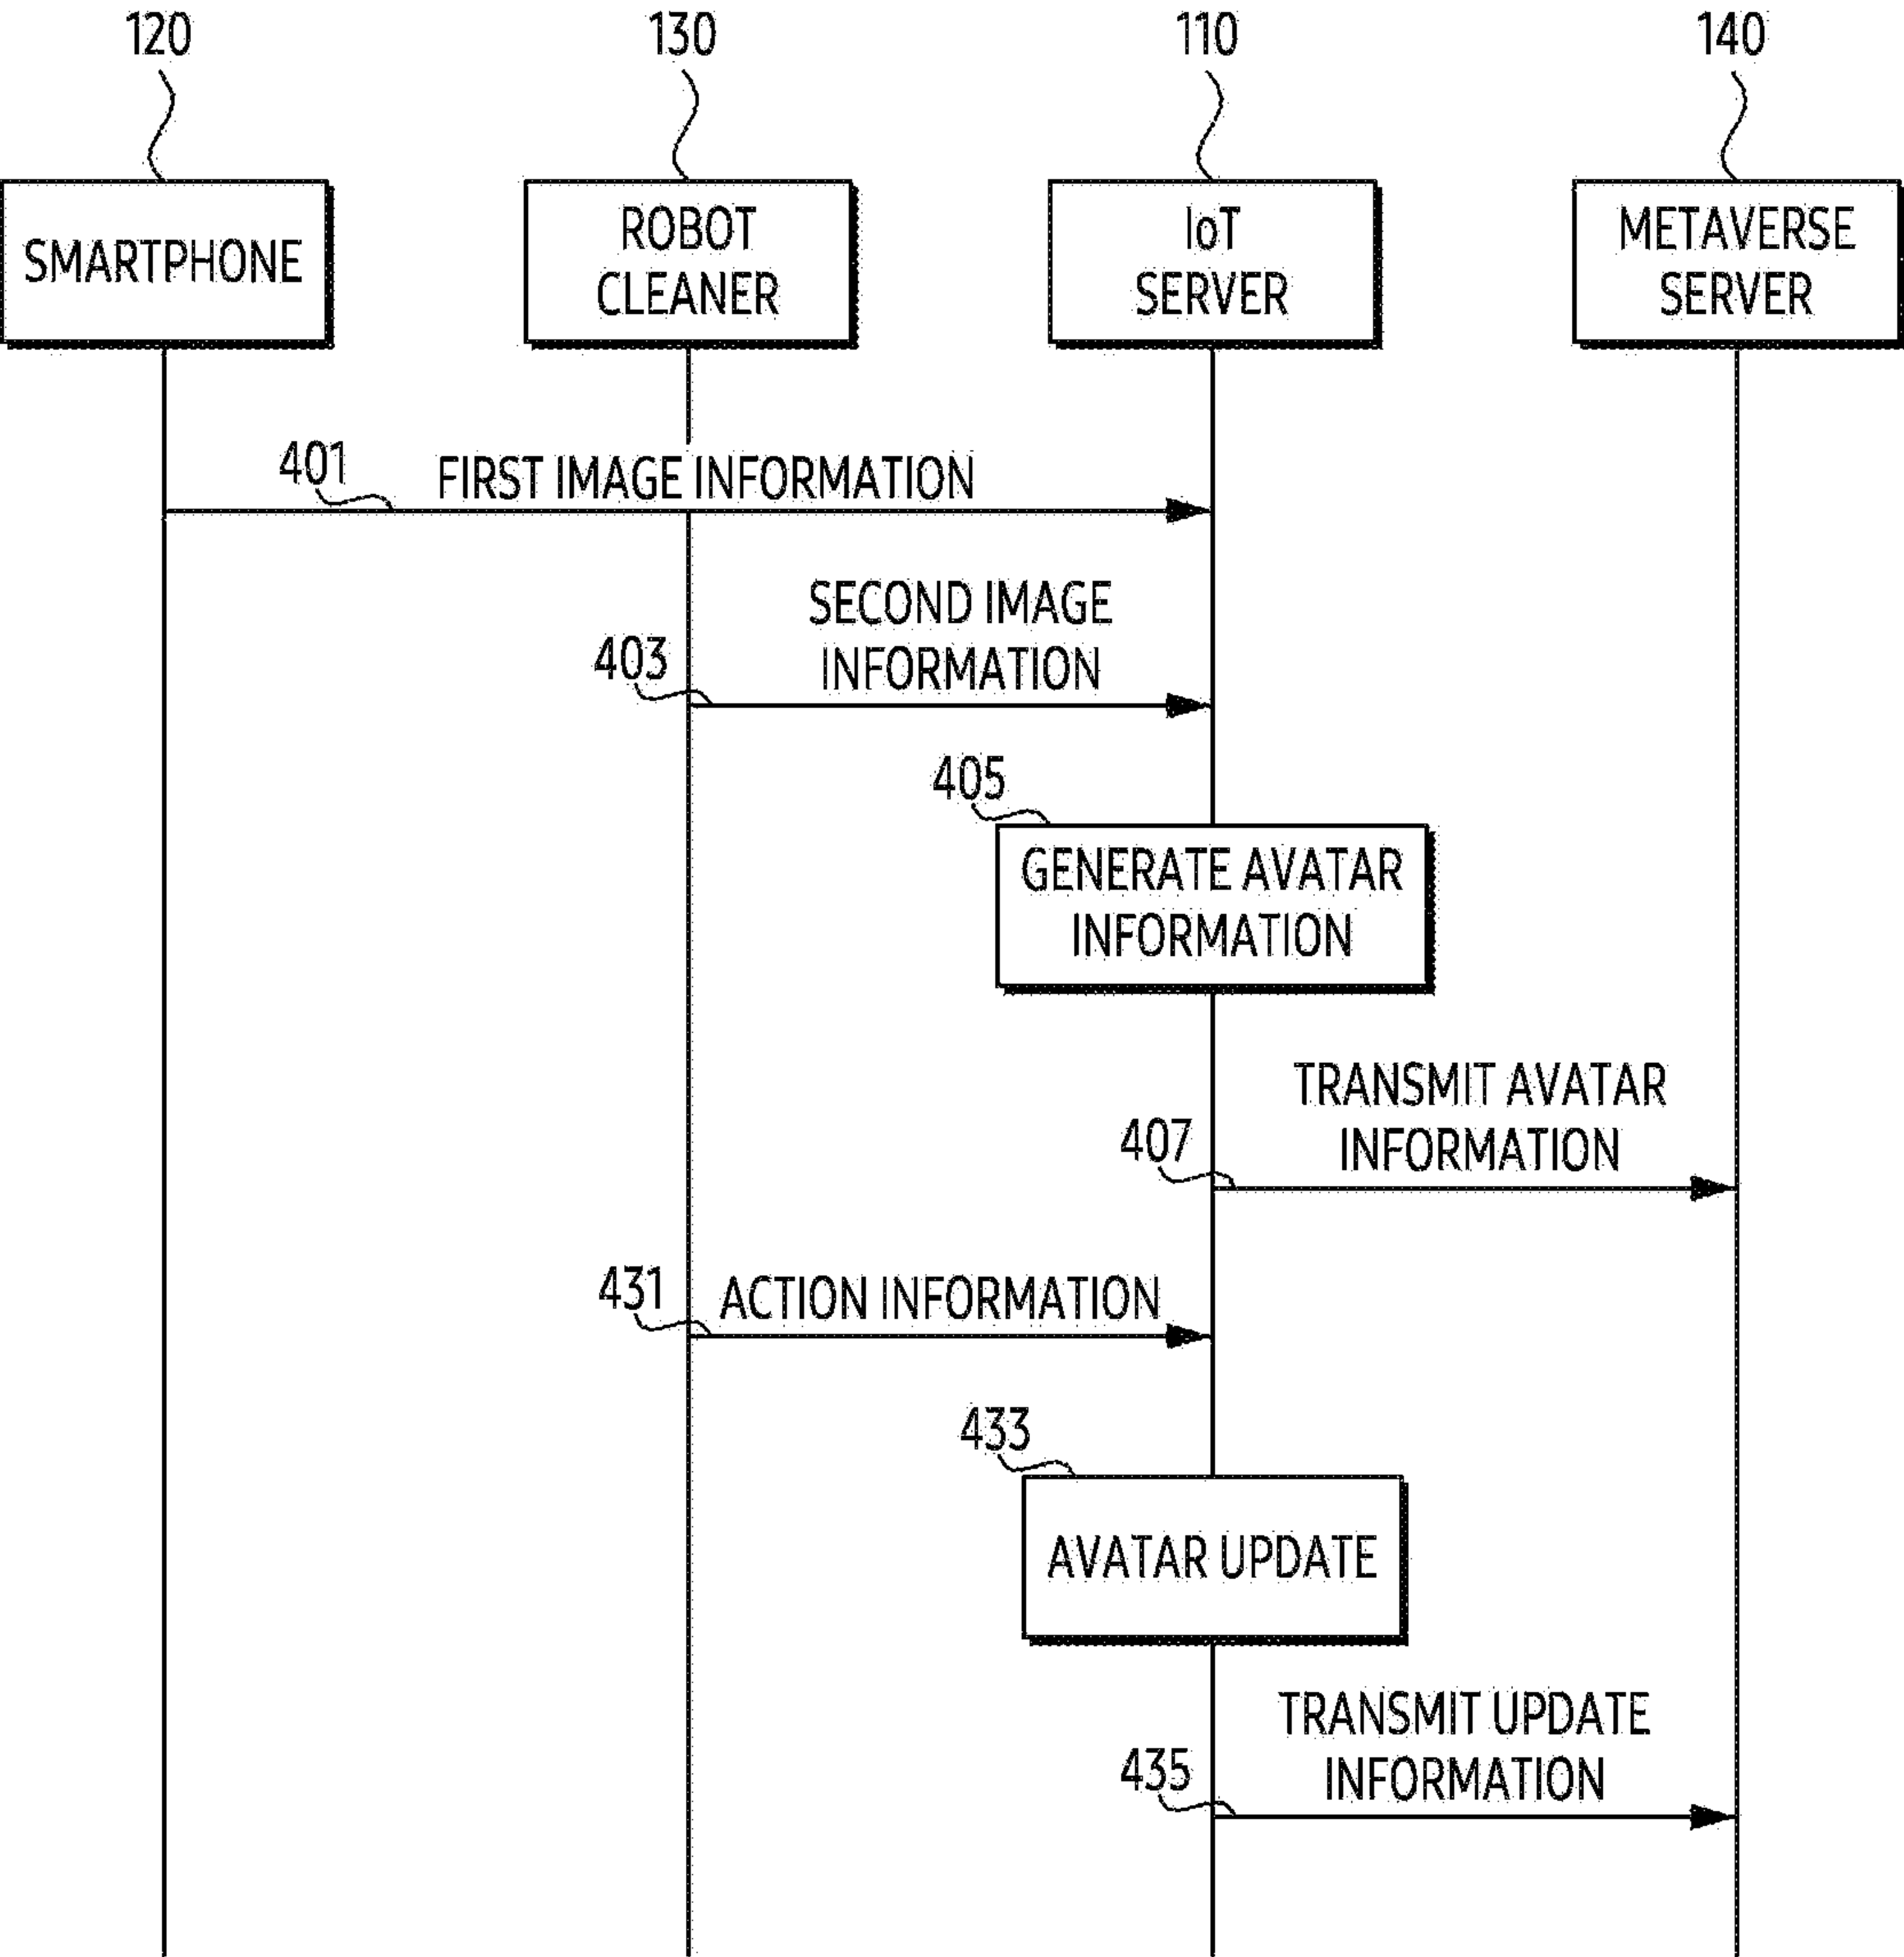 120
130
110
140
SMARTPHONE
ROBOT
CLEANER
IoT
SERVER
METAVERSE
SERVER
401
FIRST IMAGE INFORMATION
SECOND IMAGE
INFORMATION
403
405
GENERATE AVATAR
INFORMATION
TRANSMIT AVATAR
INFORMATION
407
431
ACTION INFORMATION
433
AVATAR UPDATE
TRANSMIT UPDATE
INFORMATION
435